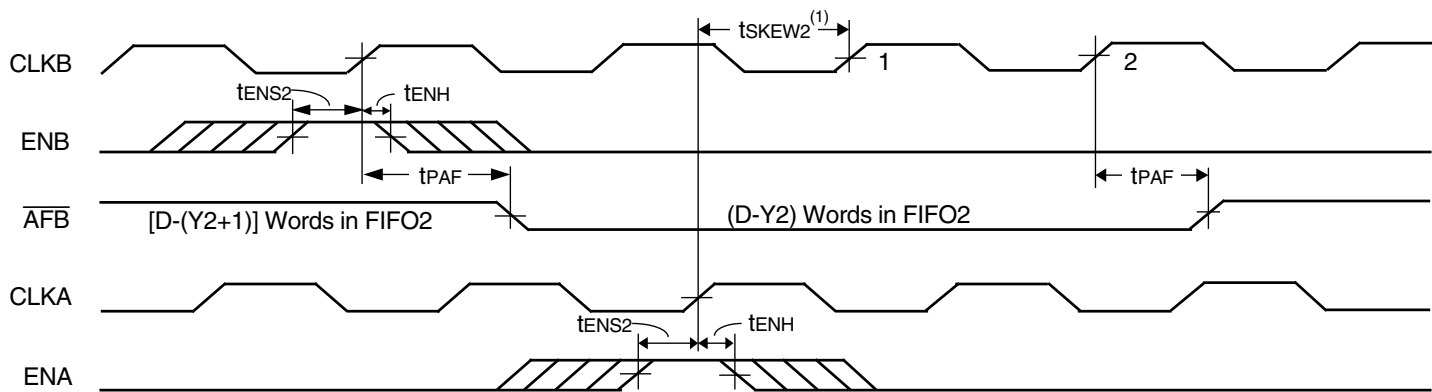 tSKEW2(1)
CLKB
1
2
tENS2
tENH
ENB
tPAF
tPAF
AFB
[D-(Y2+1)] Words in FIFO2
(D-Y2) Words in FIFO2
CLKA
tENS2
tENH
ENA